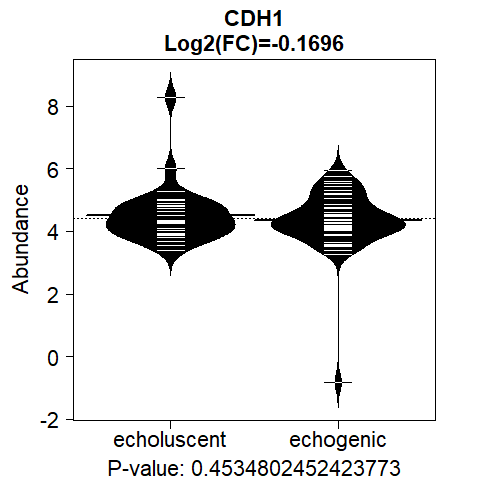 CDH1
Log2(FC)=-0.1696
Abundance
8
6
4
2
0
-2
echoluscent echogenic
P-value: 0.4534802452423773